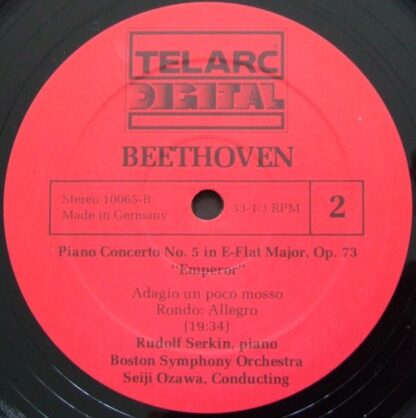 TELARC
DIGITAL
BEETHOVEN
Stereo 10065-B
Made in Germany
33-1/3 RPM
2
Piano Concerto No. 5 in E-Flat Major, Op. 73
"Emperor"
Adagio un poco mosso
Rondo: Allegro
(19:34)
Rudolf Serkin, piano
Boston Symphony Orchestra
Seiji Ozawa, Conducting